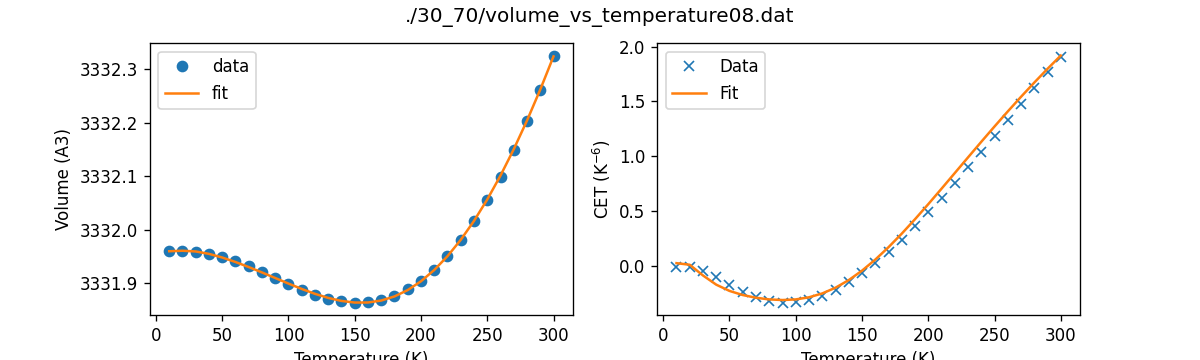 ./30_70/volume_vs_temperature08.dat
data
fit
Volume (A3)
3332.3
3332.2
3332.1
3332.0
3331.9
0 50 100 150 200 250 300
Temperature (K)
Data
Fit
CET (K⁻⁶)
2.0
1.5
1.0
0.5
0.0
0 50 100 150 200 250 300
Temperature (K)